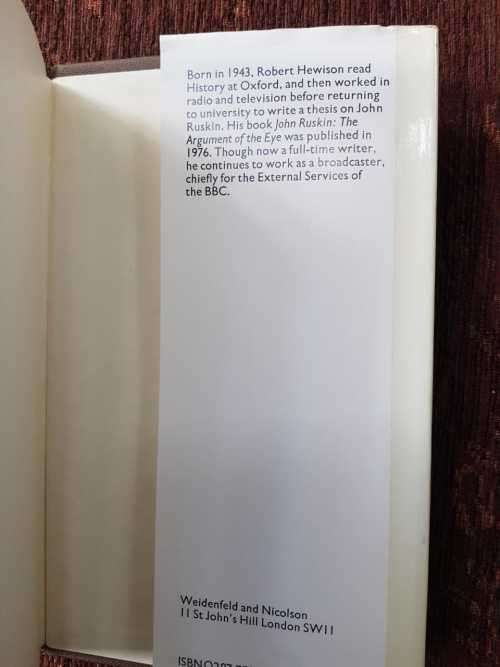 Born in 1943, Robert Hewison read
History at Oxford, and then worked in
radio and television before returning
to university to write a thesis on John
Ruskin. His book John Ruskin: The
Argument of the Eye was published in
1976. Though now a full-time writer,
he continues to work as a broadcaster,
chiefly for the External Services of
the BBC.
Weidenfeld and Nicolson
11 St John's Hill London SW11
ISBN 0 297